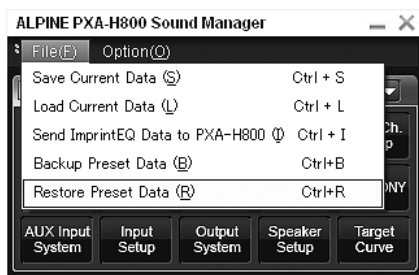 ALPINE PXA-H800 Sound Manager
File(F) Option(O)
Save Current Data (S) Ctrl + S
Load Current Data (L) Ctrl + L
Send ImprintEQ Data to PXA-H800 (I) Ctrl + I
Backup Preset Data (B) Ctrl+B
Restore Preset Data (R) Ctrl+R
Ch.
AUX Input System
Input Setup
Output System
Speaker Setup
Target Curve